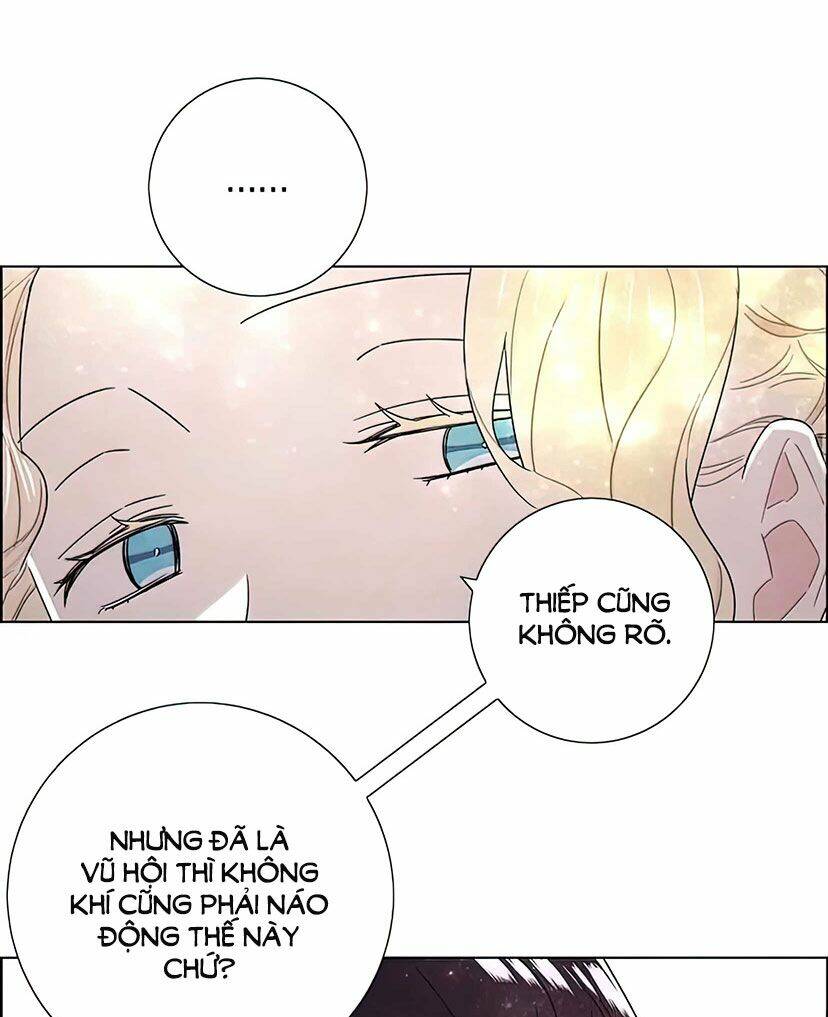 ......
THIẾP CŨNG
KHÔNG RÕ.
NHƯNG ĐÃ LÀ
VŨ HỘI THÌ KHÔNG
KHÍ CŨNG PHẢI NÁO
ĐỘNG THẾ NÀY
CHỨ?